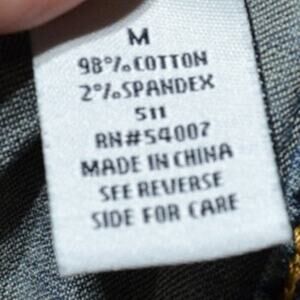 M
98% COTTON
2% SPANDEX
511
RN#54007
MADE IN CHINA
SEE REVERSE
SIDE FOR CARE